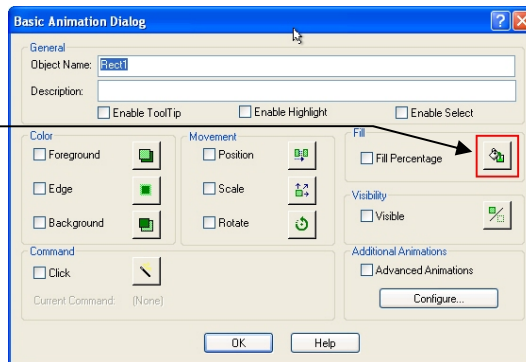 Basic Animation Dialog
General
Object Name: Rect1
Description:
Enable ToolTip Enable Highlight Enable Select
Color
Foreground
Edge
Background
Movement
Position
Scale
Rotate
Fill
Fill Percentage
Visibility
Visible
Command
Click
Current Command: (None)
Additional Animations
Advanced Animations
Configure...
OK Help